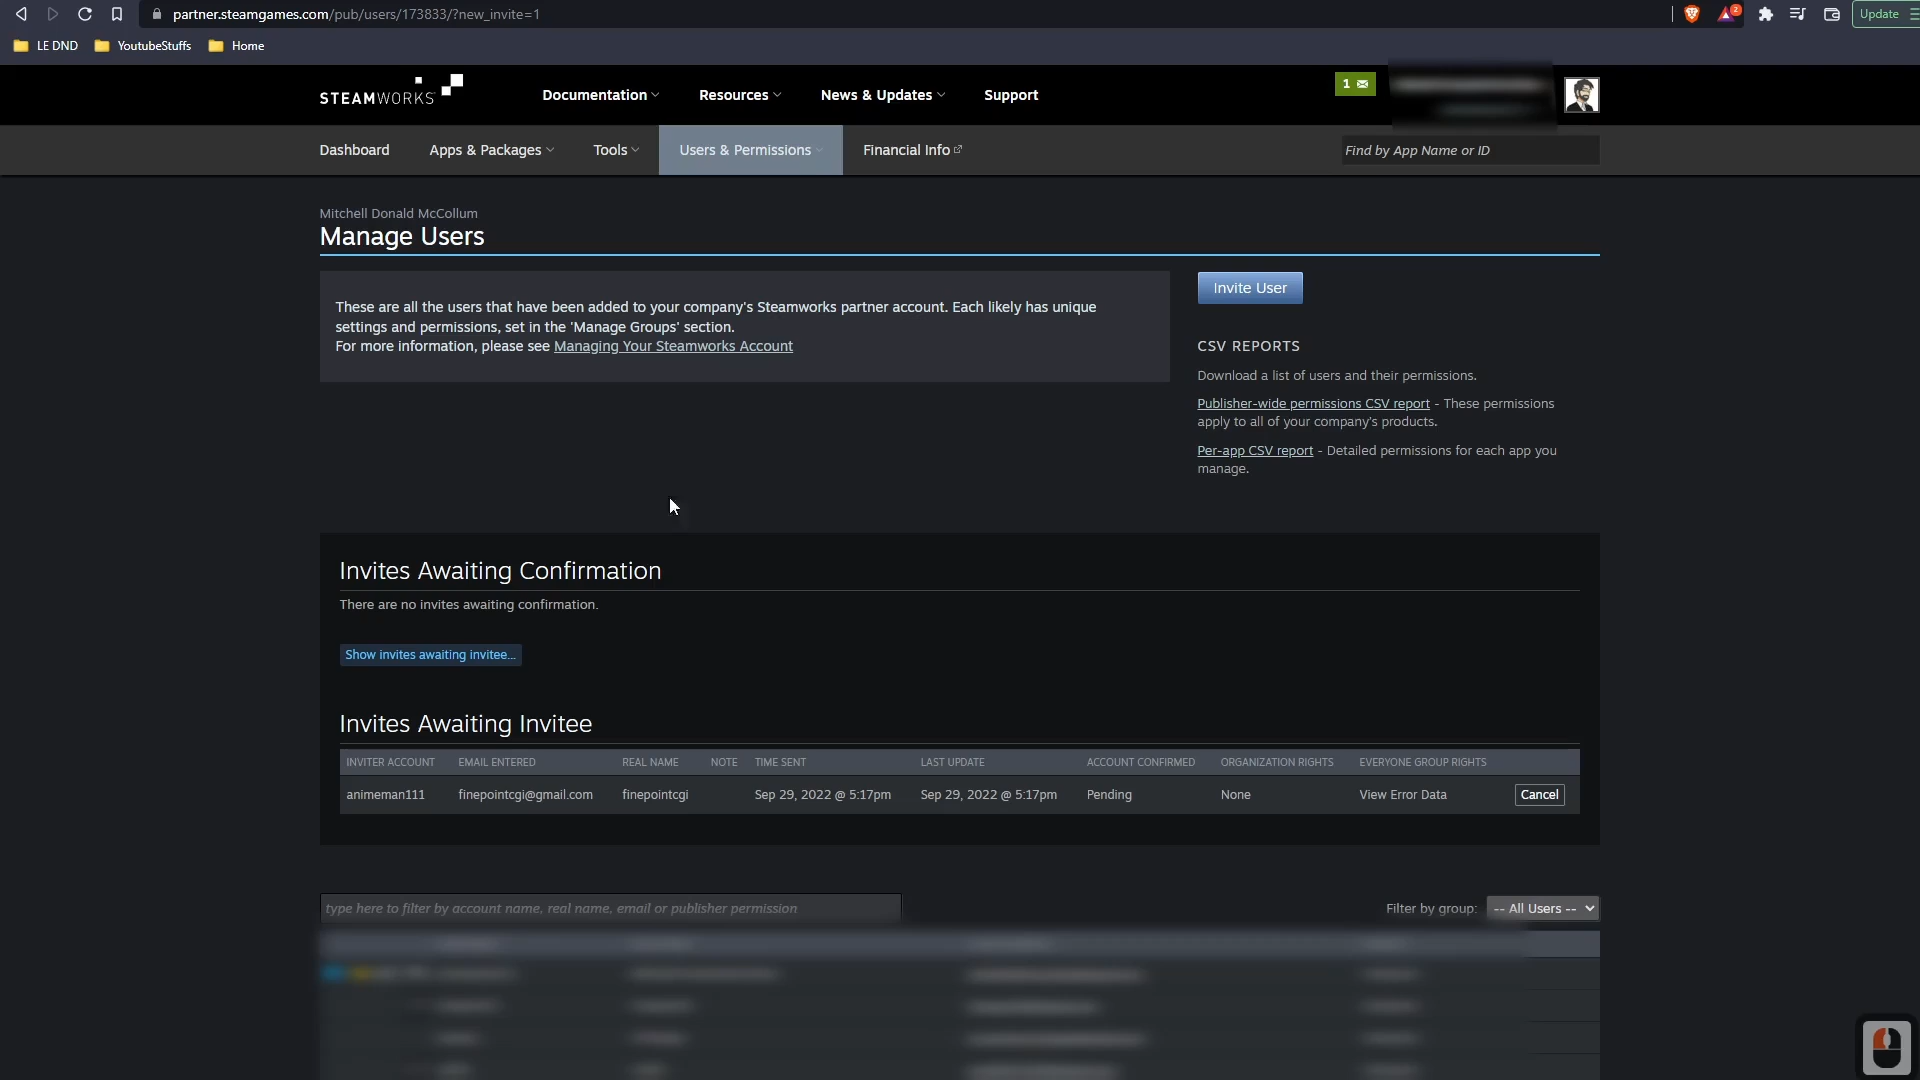 partner.steamgames.com/pub/users/173833/?new_invite=1
2
Update
LE DND
YoutubeStuffs
Home
STEAMWORKS
Documentation
Resources
News & Updates
Support
1
Dashboard
Apps & Packages
Tools
Users & Permissions
Financial Info
Find by App Name or ID
Mitchell Donald McCollum
Manage Users
These are all the users that have been added to your company's Steamworks partner account. Each likely has unique
settings and permissions, set in the 'Manage Groups' section.
For more information, please see Managing Your Steamworks Account
Invite User
CSV REPORTS
Download a list of users and their permissions.
Publisher-wide permissions CSV report - These permissions
apply to all of your company's products.
Per-app CSV report - Detailed permissions for each app you
manage.
Invites Awaiting Confirmation
There are no invites awaiting confirmation.
Show invites awaiting invitee...
Invites Awaiting Invitee
INVITER ACCOUNT EMAIL ENTERED REAL NAME NOTE TIME SENT LAST UPDATE ACCOUNT CONFIRMED ORGANIZATION RIGHTS EVERYONE GROUP RIGHTS
animeman111 finepointcgi@gmail.com finepointcgi Sep 29, 2022 @ 5:17pm Sep 29, 2022 @ 5:17pm Pending None View Error Data Cancel
type here to filter by account name, real name, email or publisher permission
Filter by group: -- All Users --